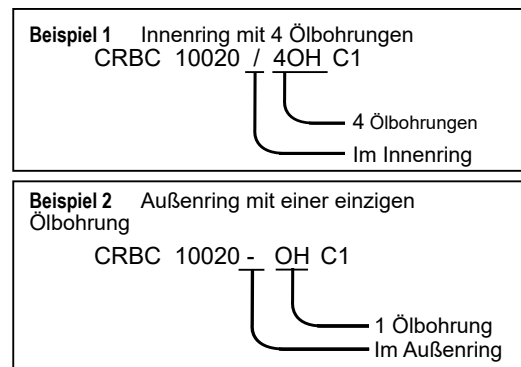 Beispiel 1 Innenring mit 4 Ölbohrungen
CRBC 10020 / 4OH C1
4 Ölbohrungen
Im Innenring
Beispiel 2 Außenring mit einer einzigen
Ölbohrung
CRBC 10020 - OH C1
1 Ölbohrung
Im Außenring